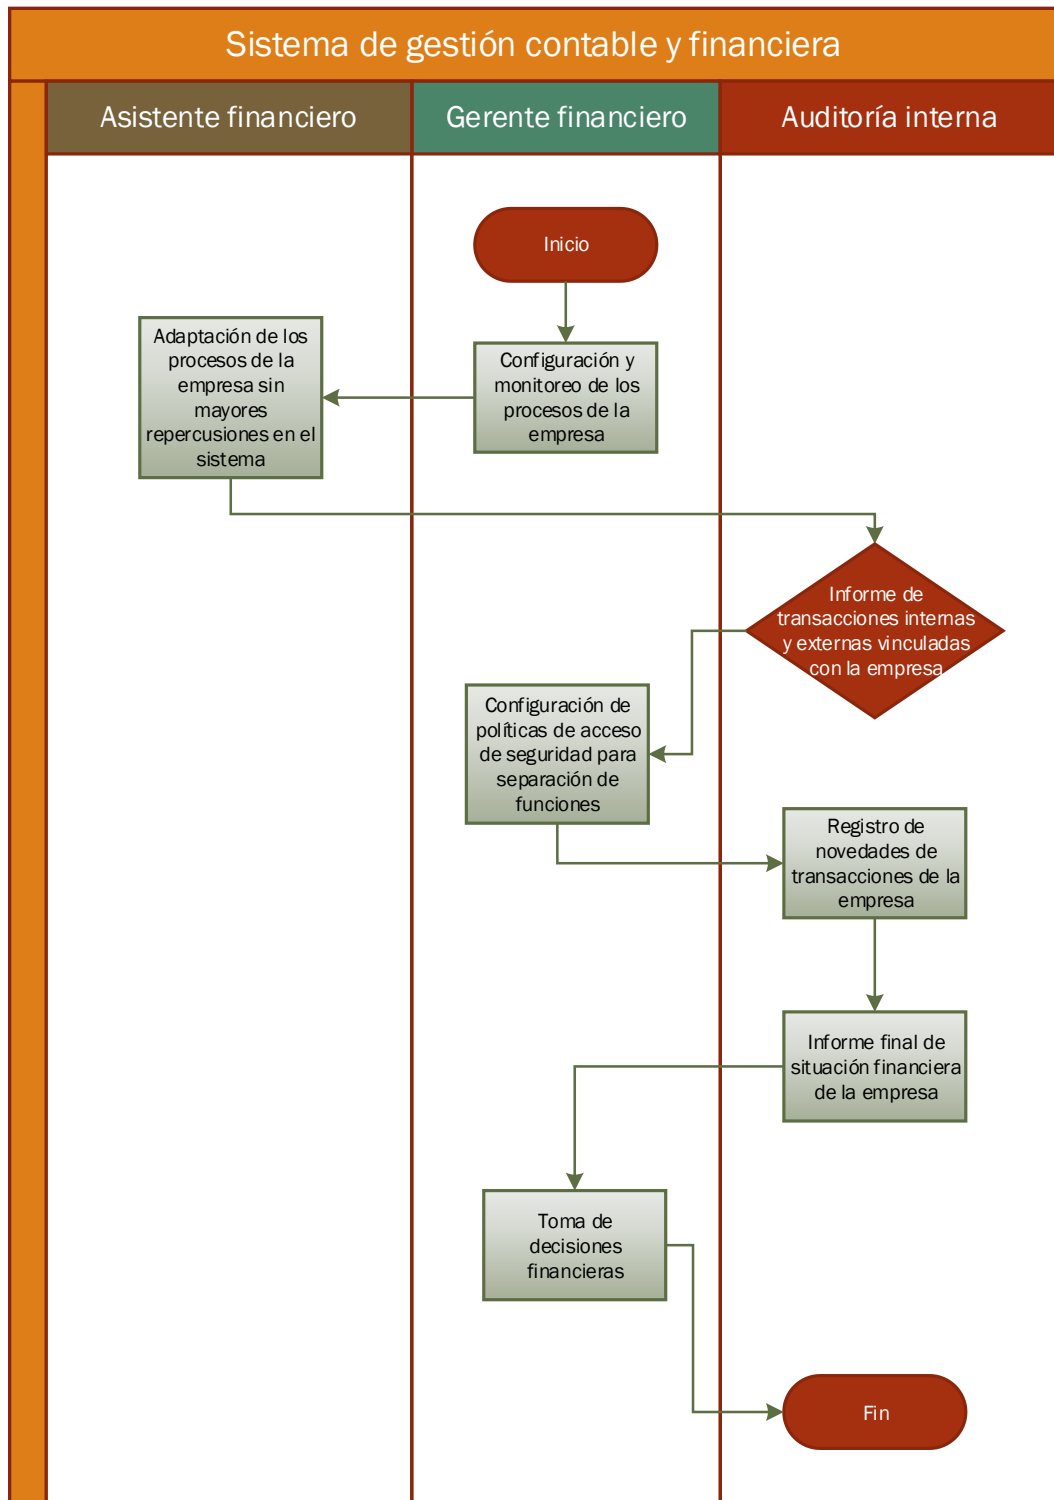 Sistema de gestión contable y financiera
Asistente financiero
Gerente financiero
Auditoría interna
Inicio
Adaptación de los
procesos de la
empresa sin
mayores
repercusiones en el
sistema
Configuración y
monitoreo de los
procesos de la
empresa
Informe de
transacciones internas
y externas vinculadas
con la empresa
Configuración de
políticas de acceso
de seguridad para
separación de
funciones
Registro de
novedades de
transacciones de la
empresa
Informe final de
situación financiera
de la empresa
Toma de
decisiones
financieras
Fin